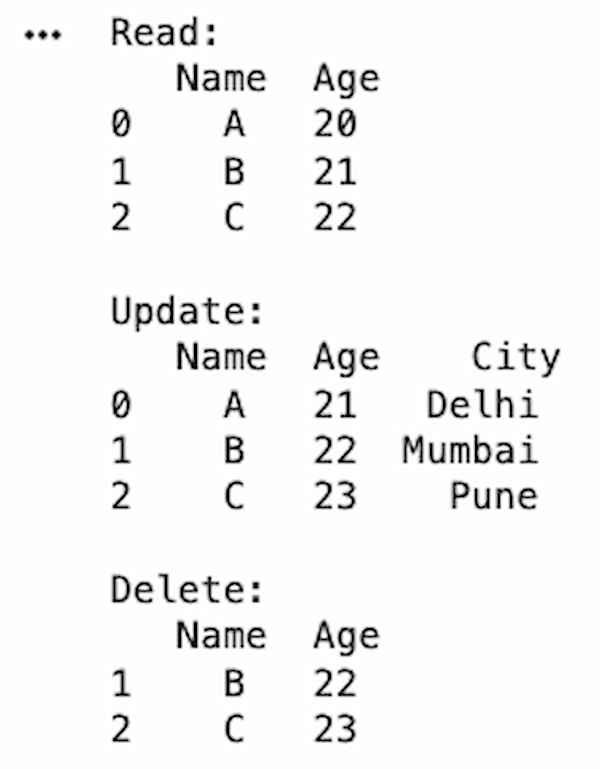 ... Read:
Name Age
0 A 20
1 B 21
2 C 22
Update:
Name Age City
0 A 21 Delhi
1 B 22 Mumbai
2 C 23 Pune
Delete:
Name Age
1 B 22
2 C 23